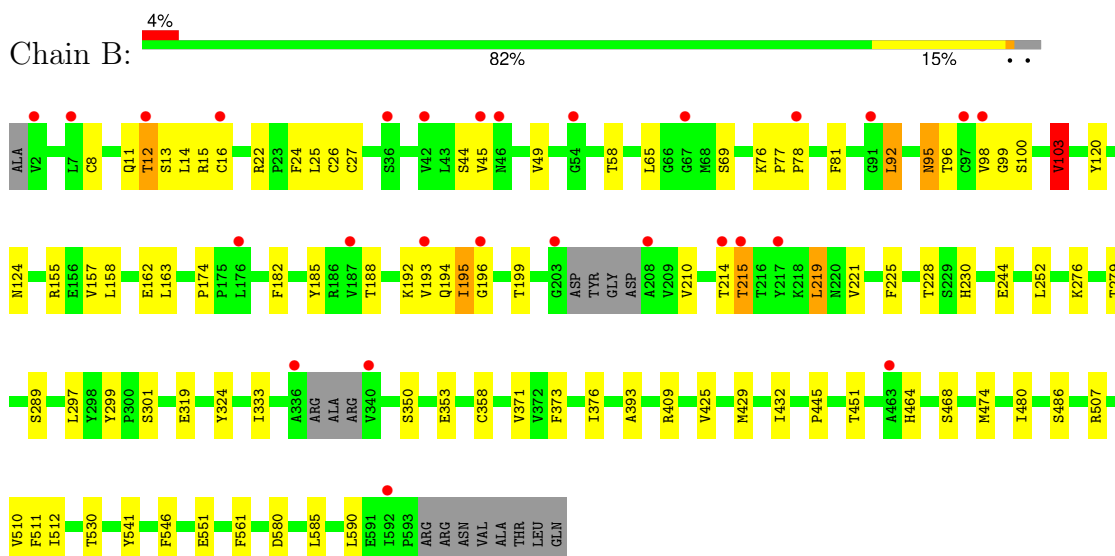 4%
Chain B:
82% 15% • •
ALA V2 L7 C8 Q11 T12 S13 L14 R15 C16 R22 P23 F24 L25 C26 C27 S36 V42 L43 S44 V45 N46 V49 G54 T58 L65 G66 G67 M68 S69 K76 P77 P78 F81 G91 L92 N95 T96 C97 V98 G99 S100 V103 Y120
N124 R155 E156 V157 L158 E162 L163 P174 P175 L176 F182 Y185 R186 V187 T188 K192 V193 Q194 I195 G196 T199 G203 ASP TYR GLY ASP A208 V209 V210 T214 T215 T216 Y217 K218 L219 N220 V221 F225 T228 S229 H230 E244 L252 K276 T279
S289 L297 Y298 Y299 P300 S301 E319 Y324 I333 A336 ARG ALA ARG V340 S350 E353 C358 V371 V372 F373 I376 A393 R409 V425 M429 I432 P445 T451 A463 H464 S468 M474 I480 S486 R507
V510 F511 I512 T530 Y541 F546 E551 F561 D580 L585 L590 E591 I592 P593 ARG ARG ASN VAL ALA THR LEU GLN